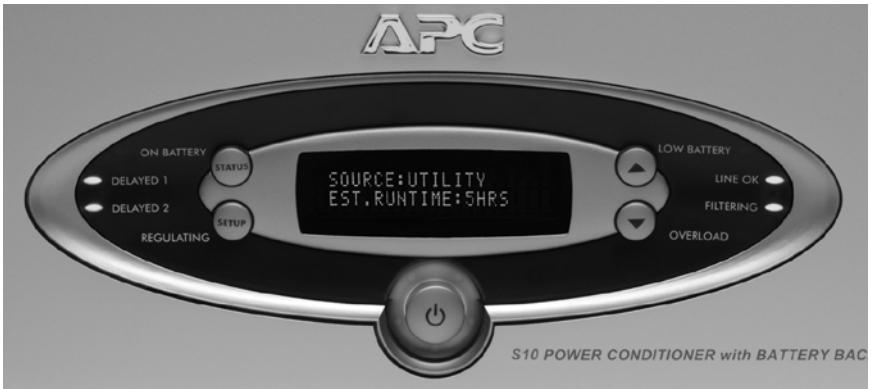 APC
ON BATTERY
STATUS
DELAYED 1
DELAYED 2
SETUP
REGULATING
SOURCE:UTILITY
EST.RUNTIME:5HRS
LOW BATTERY
LINE OK
FILTERING
OVERLOAD
S10 POWER CONDITIONER with BATTERY BAC